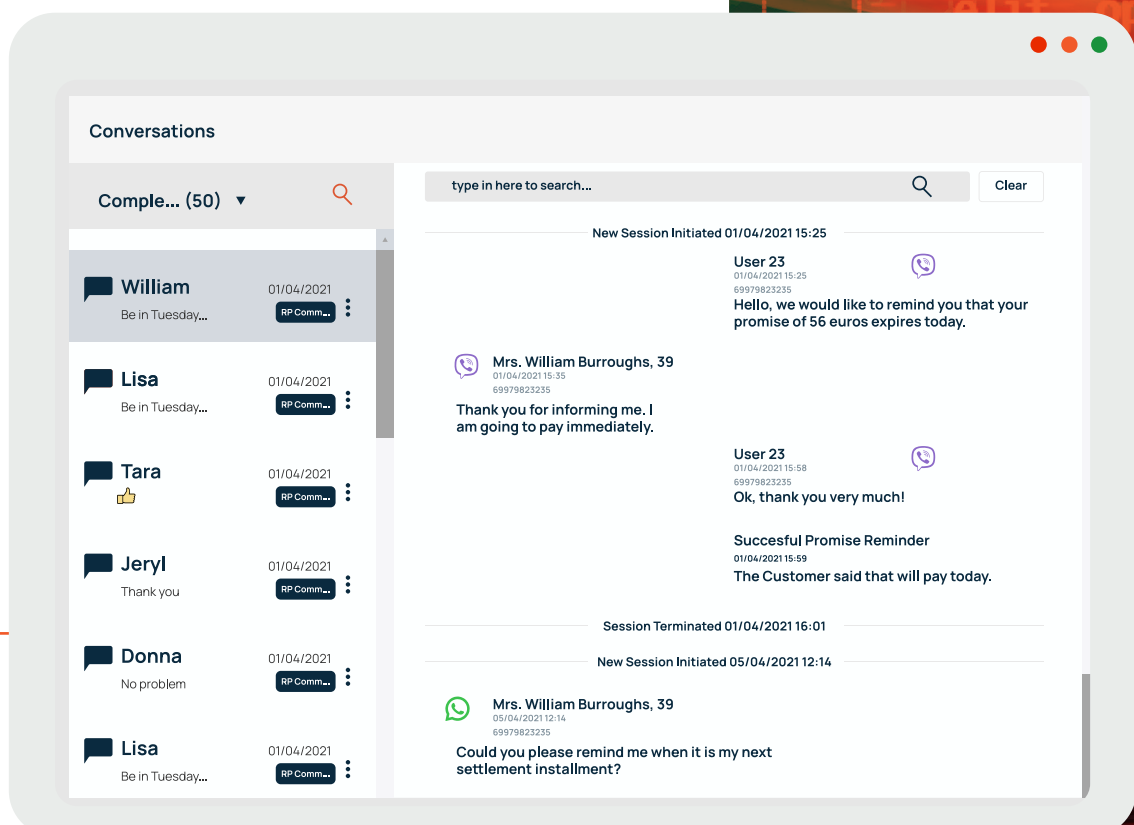 Conversations
Comple... (50)
type in here to search...
Clear
William
01/04/2021
Be in Tuesday...
RP Comm...
Lisa
01/04/2021
Be in Tuesday...
RP Comm...
Tara
01/04/2021
RP Comm...
Jeryl
01/04/2021
Thank you
RP Comm...
Donna
01/04/2021
No problem
RP Comm...
Lisa
01/04/2021
Be in Tuesday...
RP Comm...
New Session Initiated 01/04/2021 15:25
User 23
01/04/2021 15:25
69979823235
Hello, we would like to remind you that your
promise of 56 euros expires today.
Mrs. William Burroughs, 39
01/04/2021 15:35
69979823235
Thank you for informing me. I
am going to pay immediately.
User 23
01/04/2021 15:58
69979823235
Ok, thank you very much!
Succesful Promise Reminder
01/04/2021 15:59
The Customer said that will pay today.
Session Terminated 01/04/2021 16:01
New Session Initiated 05/04/2021 12:14
Mrs. William Burroughs, 39
05/04/2021 12:14
69979823235
Could you please remind me when it is my next
settlement installment?